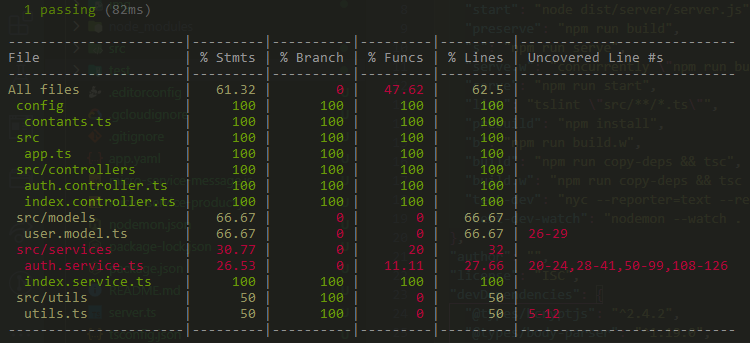 1 passing (82ms)
File | % Stmts | % Branch | % Funcs | % Lines | Uncovered Line #s
All files | 61.32 | 0 | 47.62 | 62.5 |
config | 100 | 100 | 100 | 100 |
contants.ts | 100 | 100 | 100 | 100 |
src | 100 | 100 | 100 | 100 |
app.ts | 100 | 100 | 100 | 100 |
src/controllers | 100 | 100 | 100 | 100 |
auth.controller.ts | 100 | 100 | 100 | 100 |
index.controller.ts | 100 | 100 | 100 | 100 |
src/models | 66.67 | 0 | 0 | 66.67 |
user.model.ts | 66.67 | 0 | 0 | 66.67 | 26-29
src/services | 30.77 | 0 | 20 | 32 |
auth.service.ts | 26.53 | 0 | 11.11 | 27.66 | 20-24,28-41,50-99,108-126
index.service.ts | 100 | 100 | 100 | 100 |
src/utils | 50 | 100 | 0 | 50 |
utils.ts | 50 | 100 | 0 | 50 | 5-12